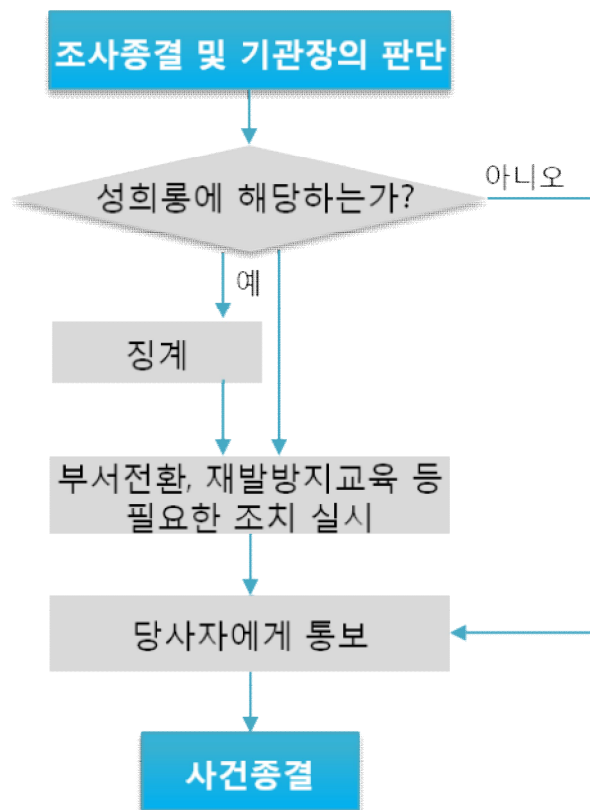 조사종결 및 기관장의 판단
성희롱에 해당하는가?
아니오
예
징계
부서전환, 재발방지교육 등
필요한 조치 실시
당사자에게 통보
사건종결